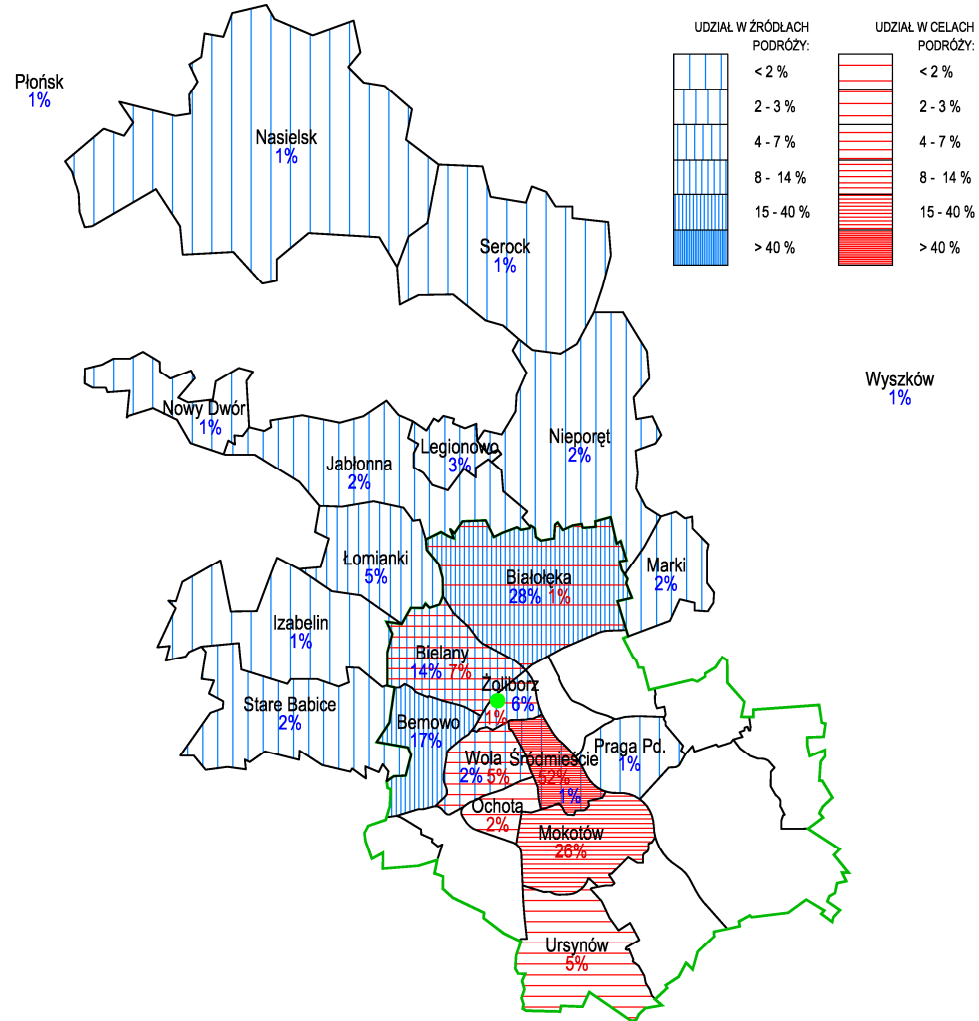 UDZIAŁ W ŹRÓDŁACH
PODRÓŻY:
< 2 %
2 - 3 %
4 - 7 %
8 - 14 %
15 - 40 %
> 40 %
UDZIAŁ W CELACH
PODRÓŻY:
< 2 %
2 - 3 %
4 - 7 %
8 - 14 %
15 - 40 %
> 40 %
Płońsk
1%
Nasielsk
1%
Serock
1%
Wyszków
1%
Nowy Dwór
1%
Legionowo
3%
Nieporęt
2%
Jabłonna
2%
Łomianki
5%
Białołęka
28% 1%
Marki
2%
Izabelin
1%
Bielany
14% 7%
Żoliborz
6%
1%
Stare Babice
2%
Bemowo
17%
Wola
2% 5%
Śródmieście
52%
1%
Praga Pd.
1%
Ochota
2%
Mokotów
26%
Ursynów
5%